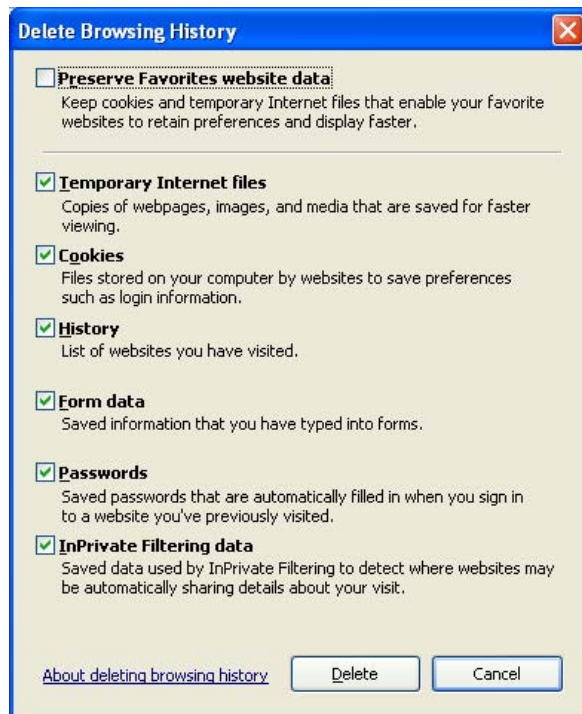 Delete Browsing History
Preserve Favorites website data
Keep cookies and temporary Internet files that enable your favorite
websites to retain preferences and display faster.
Temporary Internet files
Copies of webpages, images, and media that are saved for faster
viewing.
Cookies
Files stored on your computer by websites to save preferences
such as login information.
History
List of websites you have visited.
Form data
Saved information that you have typed into forms.
Passwords
Saved passwords that are automatically filled in when you sign in
to a website you've previously visited.
InPrivate Filtering data
Saved data used by InPrivate Filtering to detect where websites may
be automatically sharing details about your visit.
About deleting browsing history Delete Cancel